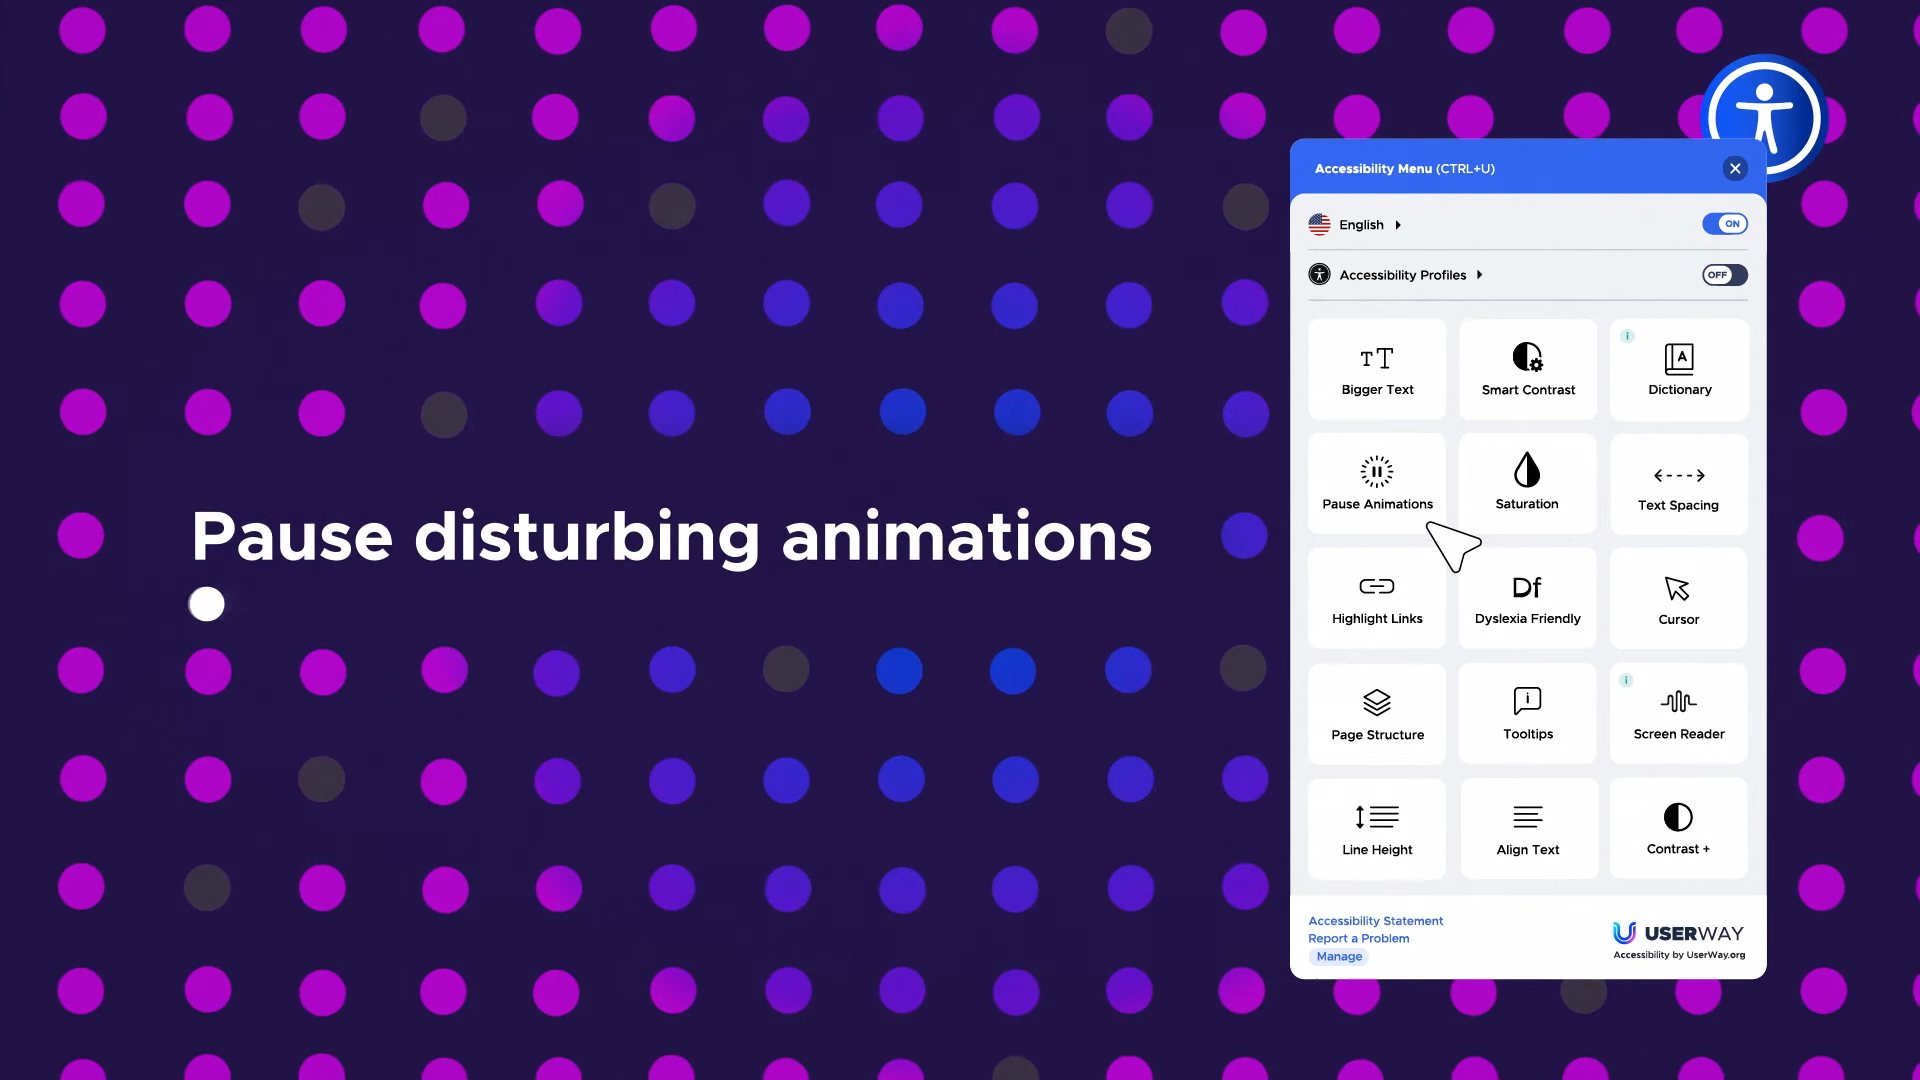 Accessibility Menu (CTRL+U)
English
ON
Accessibility Profiles
OFF
TT
Bigger Text
Smart Contrast
i
A
Dictionary
Pause Animations
Saturation
Text Spacing
Pause disturbing animations
Highlight Links
Df
Dyslexia Friendly
Cursor
Page Structure
i
Tooltips
i
Screen Reader
Line Height
Align Text
Contrast +
Accessibility Statement
Report a Problem
Manage
USERWAY
Accessibility by UserWay.org